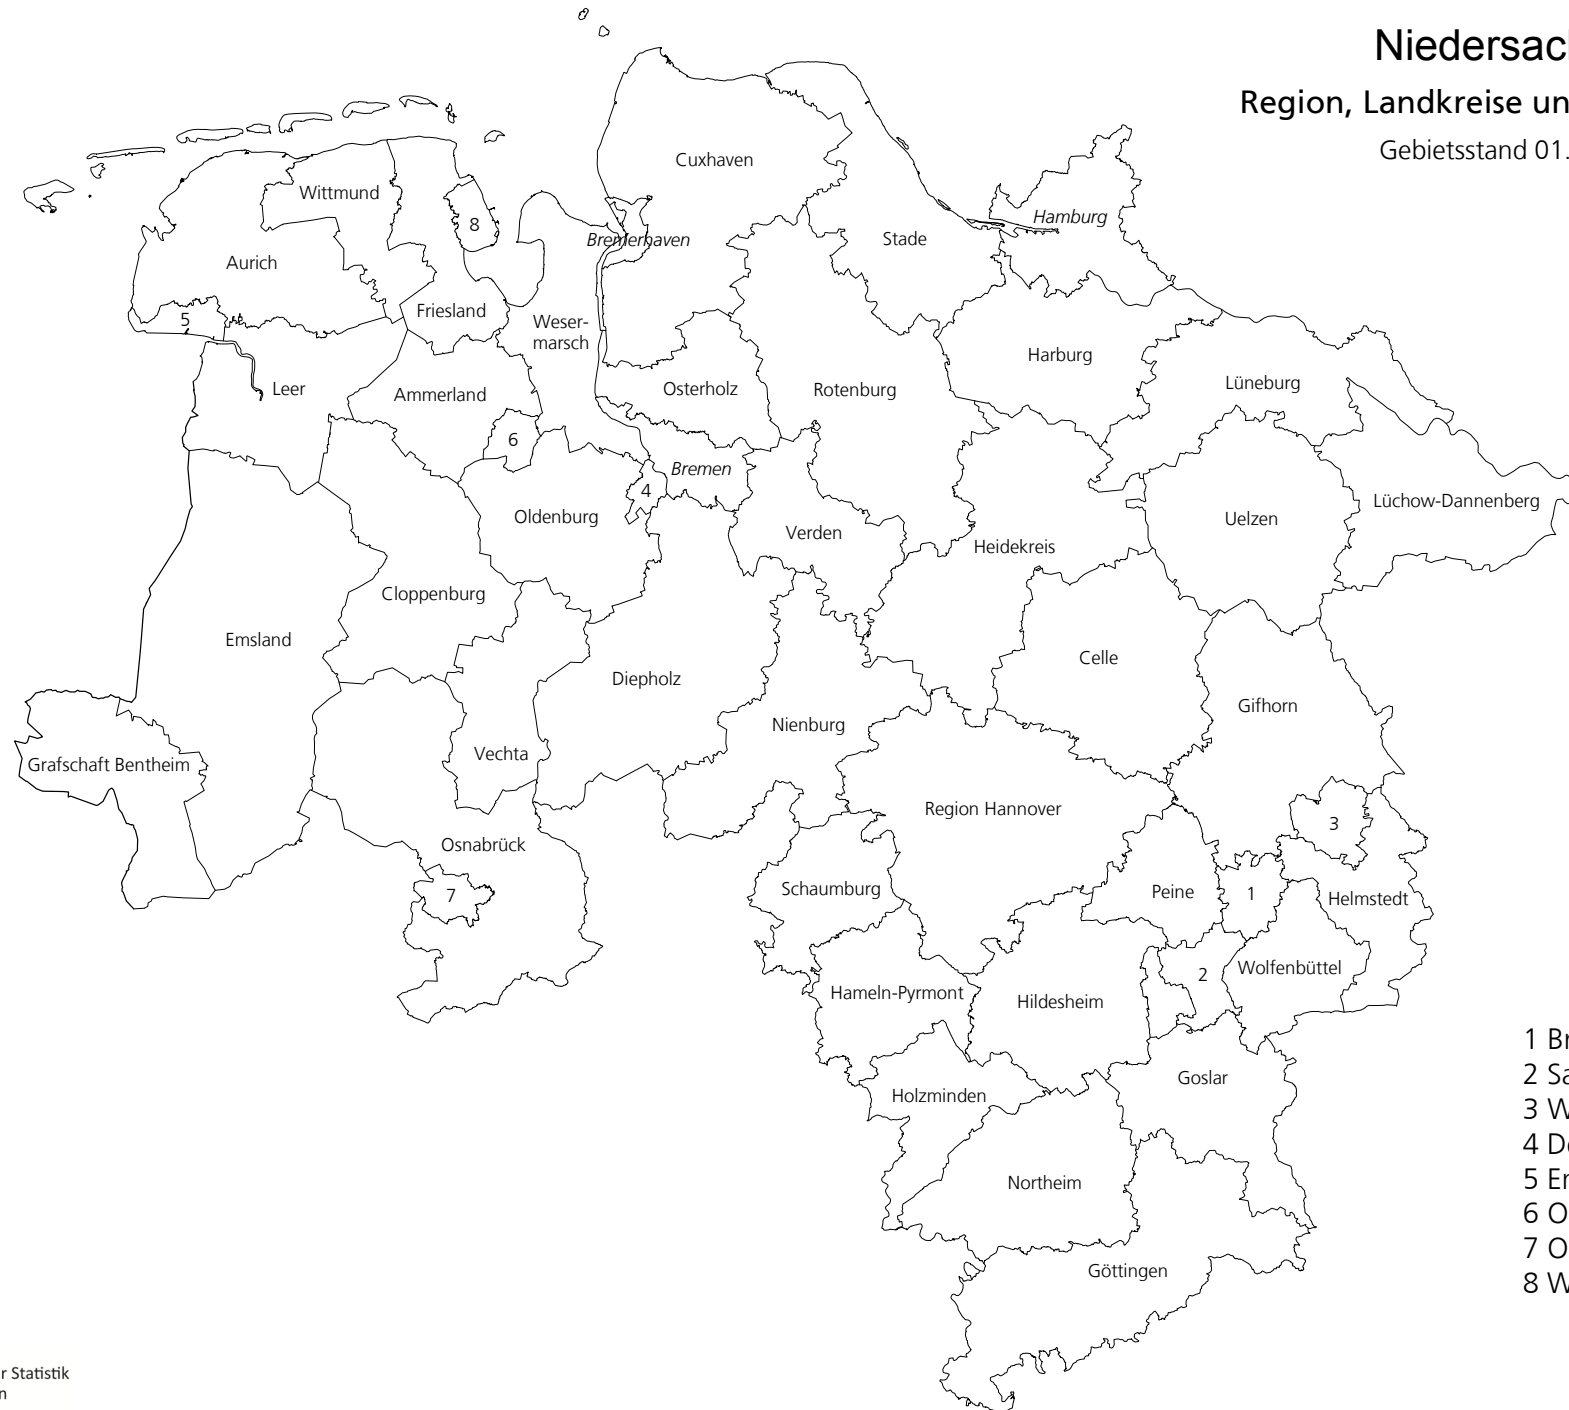 Niedersac
Region, Landkreise un
Gebietsstand 01.
Cuxhaven
Wittmund
8
Hamburg
Bremerhaven
Stade
Aurich
Friesland
5
Weser-
marsch
Harburg
Leer
Ammerland
Osterholz
Rotenburg
Lüneburg
6
Bremen
4
Oldenburg
Lüchow-Dannenberg
Uelzen
Verden
Heidekreis
Cloppenburg
Emsland
Celle
Diepholz
Gifhorn
Nienburg
Vechta
Grafschaft Bentheim
Region Hannover
3
Osnabrück
7
Schaumburg
Peine
1
Helmstedt
2
Wolfenbüttel
Hameln-Pyrmont
Hildesheim
Goslar
Holzminden
Northeim
Göttingen
1 Br
2 Sa
3 W
4 De
5 Em
6 O
7 O
8 W
r Statistik
n